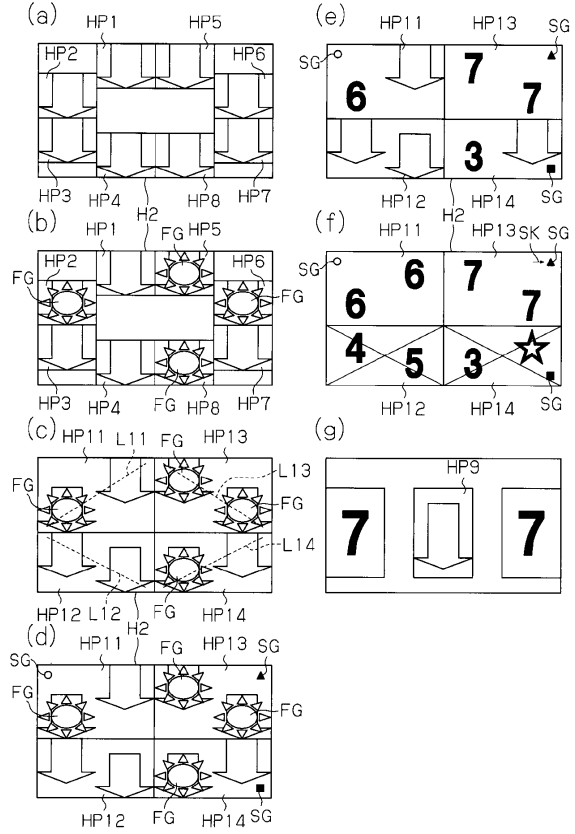 (a)
HP1 HP5
HP2 HP6
HP3 HP4 HP8 HP7
H2
(b)
HP1 FG HP5
HP2 HP6
FG FG
HP3 HP4 FG HP8 HP7
(c)
HP11 L11 FG HP13
L13
FG FG
L14
HP12 L12 FG HP14
H2
(d)
HP11 FG HP13 SG
SG
FG FG
HP12 FG HP14 SG
(e)
HP11 HP13 SG
SG
6 7 7
3
HP12 H2 HP14 SG
(f)
HP11 HP13 SK SG
SG
6 6 7 7
4 5 3
HP12 HP14 SG
(g)
HP9
7 7